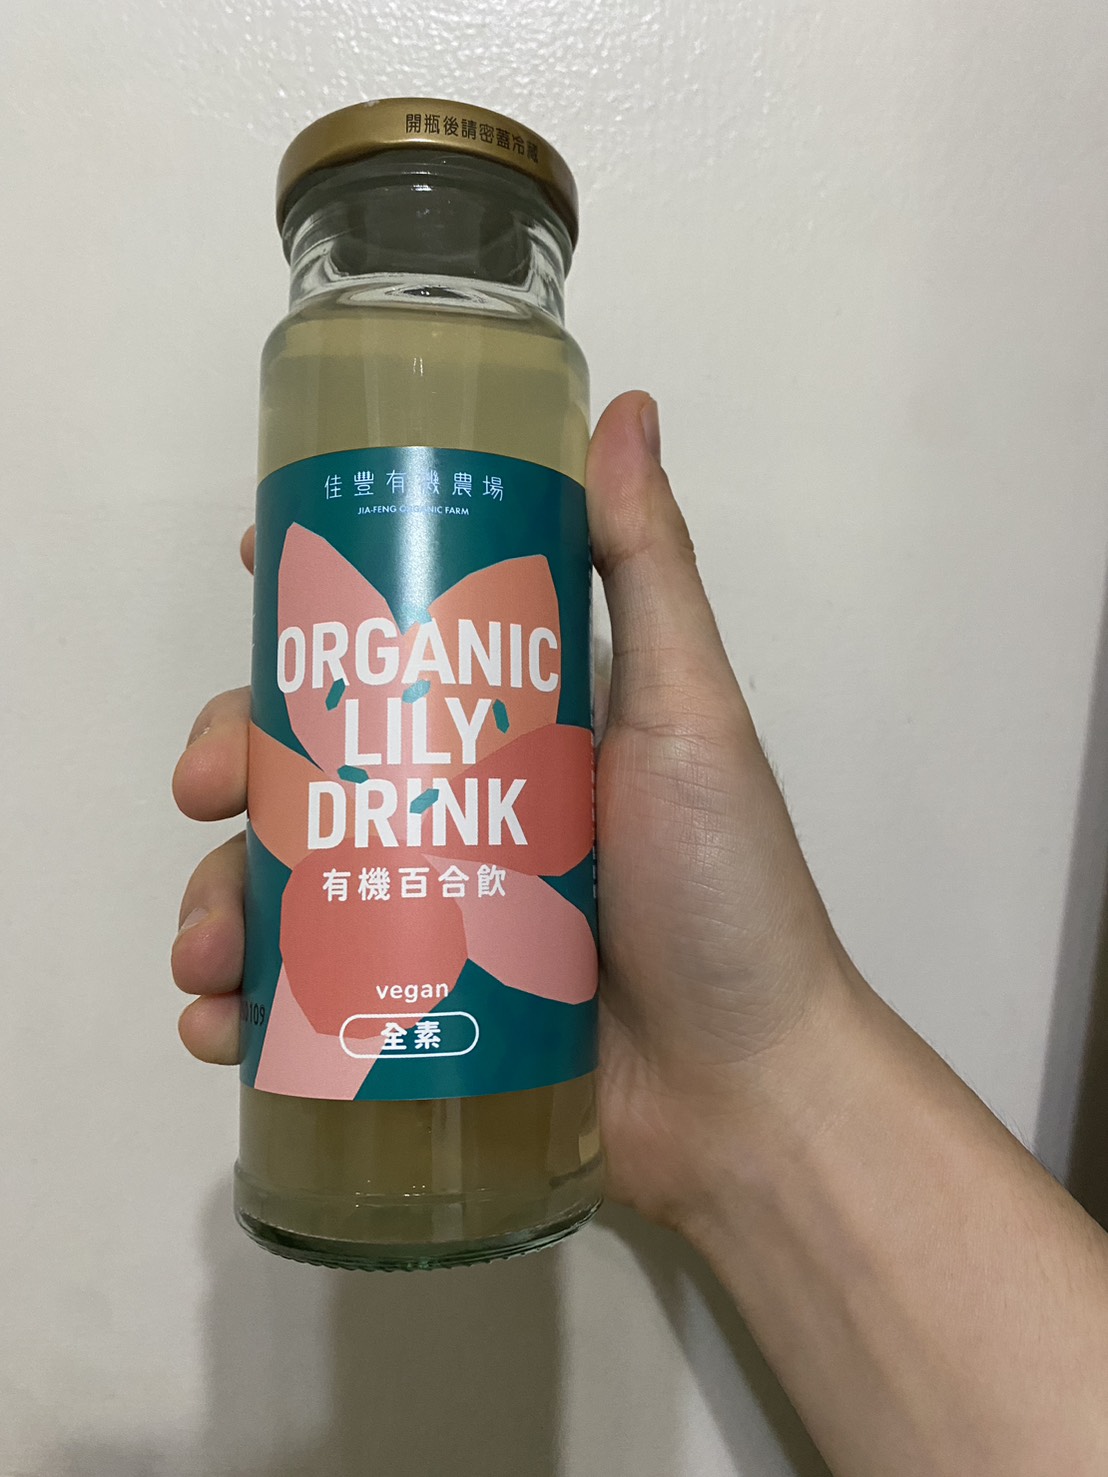 開瓶後請密蓋冷藏
佳豐有機農場
JIA-FENG ORGANIC FARM
ORGANIC
LILY
DRINK
有機百合飲
vegan
全素